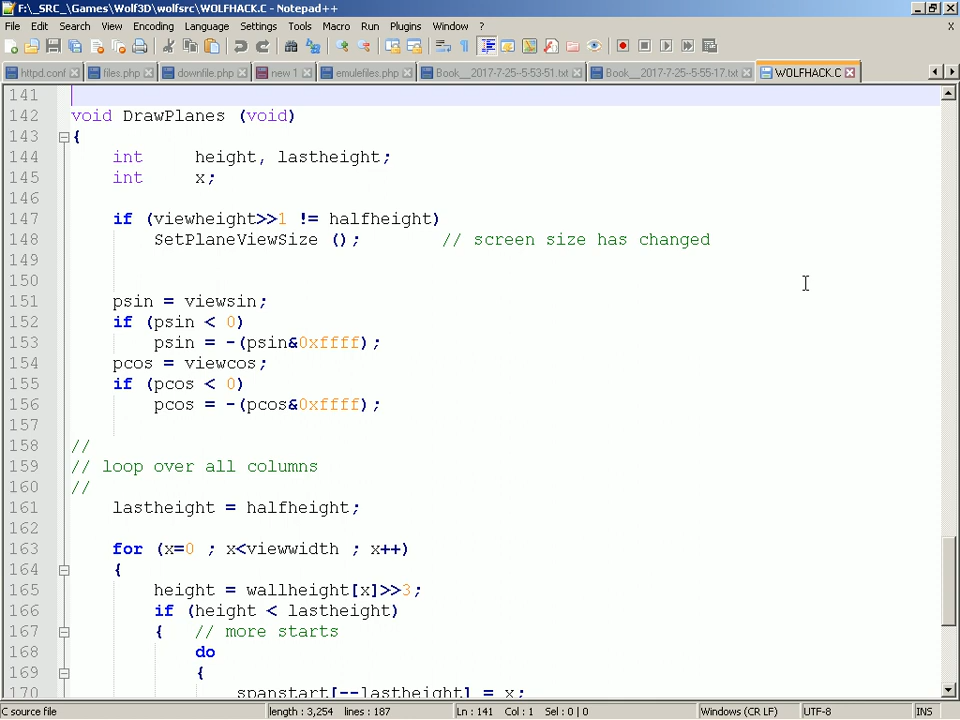 F:\_SRC_\Games\Wolf3D\wolfsrc\WOLFHACK.C - Notepad++
File Edit Search View Encoding Language Settings Tools Macro Run Plugins Window ? X
httpd.conf files.php downfile.php new 1 emulefiles.php Book__2017-7-25--5-53-51.txt Book__2017-7-25--5-55-17.txt WOLFHACK.C
141
142 void DrawPlanes (void)
143 {
144 int height, lastheight;
145 int x;
146
147 if (viewheight>>1 != halfheight)
148 SetPlaneViewSize (); // screen size has changed
149
150
151 psin = viewsin;
152 if (psin < 0)
153 psin = -(psin&0xffff);
154 pcos = viewcos;
155 if (pcos < 0)
156 pcos = -(pcos&0xffff);
157
158 //
159 // loop over all columns
160 //
161 lastheight = halfheight;
162
163 for (x=0 ; x<viewwidth ; x++)
164 {
165 height = wallheight[x]>>3;
166 if (height < lastheight)
167 { // more starts
168 do
169 {
170 spanstart[--lastheight] = x;
C source file length : 3,254 lines : 187 Ln : 141 Col : 1 Sel : 0 | 0 Windows (CR LF) UTF-8 INS